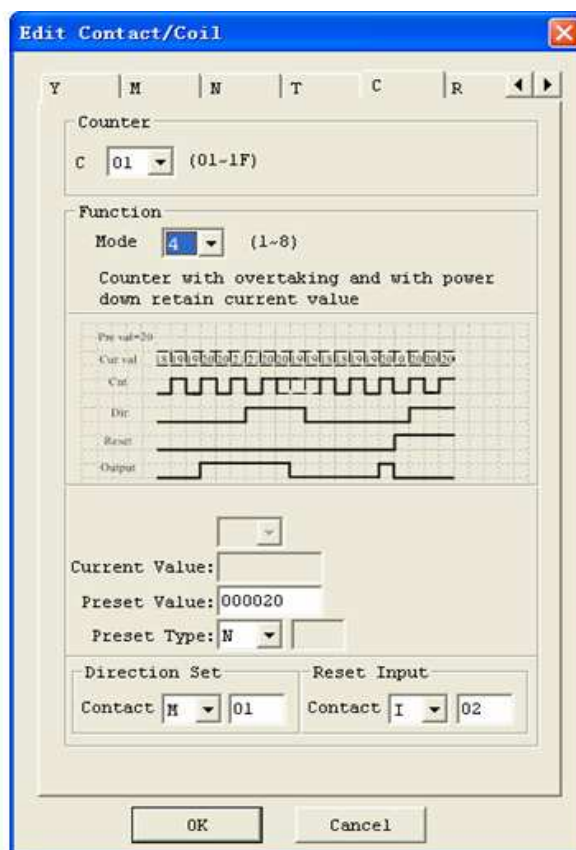 Edit Contact/Coil
Y M N T C R
Counter
C 01 (01~1F)
Function
Mode 4 (1~8)
Counter with overtaking and with power
down retain current value
Pre val=20
Cur val
Cnt
Dir
Reset
Output
Current Value:
Preset Value: 000020
Preset Type: N
Direction Set Reset Input
Contact M 01 Contact I 02
OK Cancel